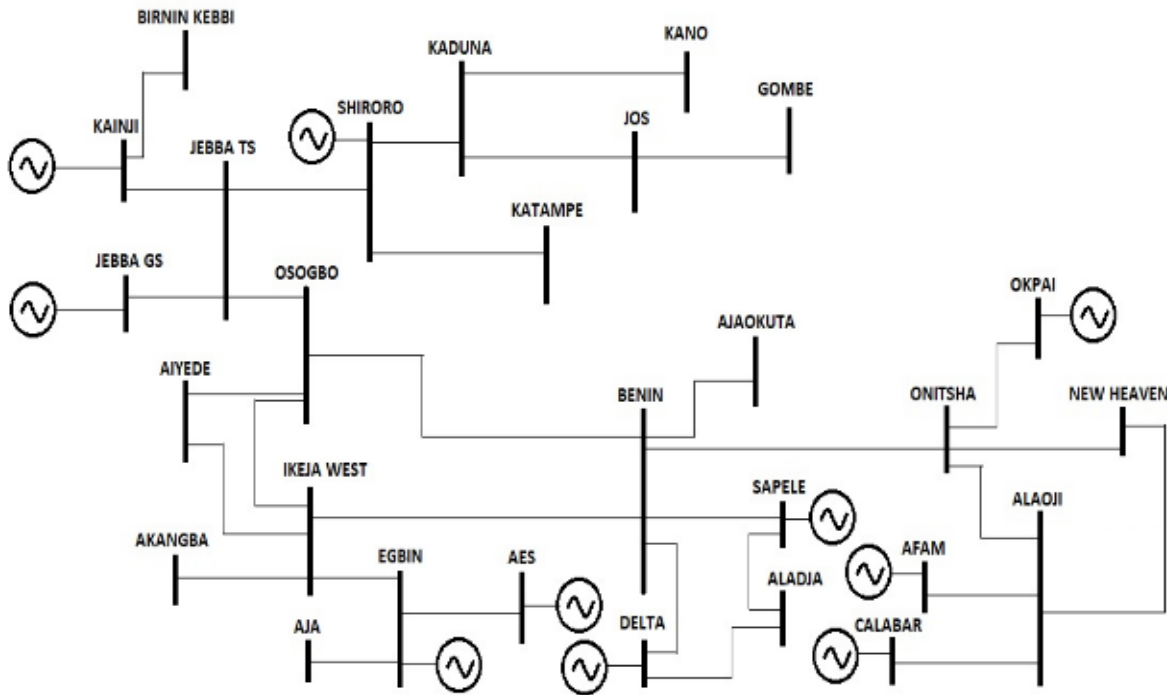 BIRNIN KEBBI
KADUNA
KANO
GOMBE
KAINJI
SHIRORO
JOS
JEBBA TS
KATAMPE
JEBBA GS
OSOGBO
OKPAI
AJAOKUTA
AIYEDE
BENIN
ONITSHA
NEW HEAVEN
IKEJA WEST
SAPELE
ALAOJI
AKANGBA
EGBIN
AES
AFAM
ALADJA
AJA
DELTA
CALABAR